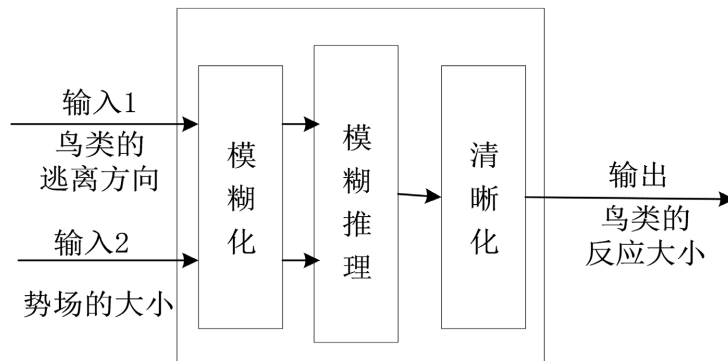 输入1
鸟类的
逃离方向
输入2
势场的大小
模糊化
模糊推理
清晰化
输出
鸟类的
反应大小